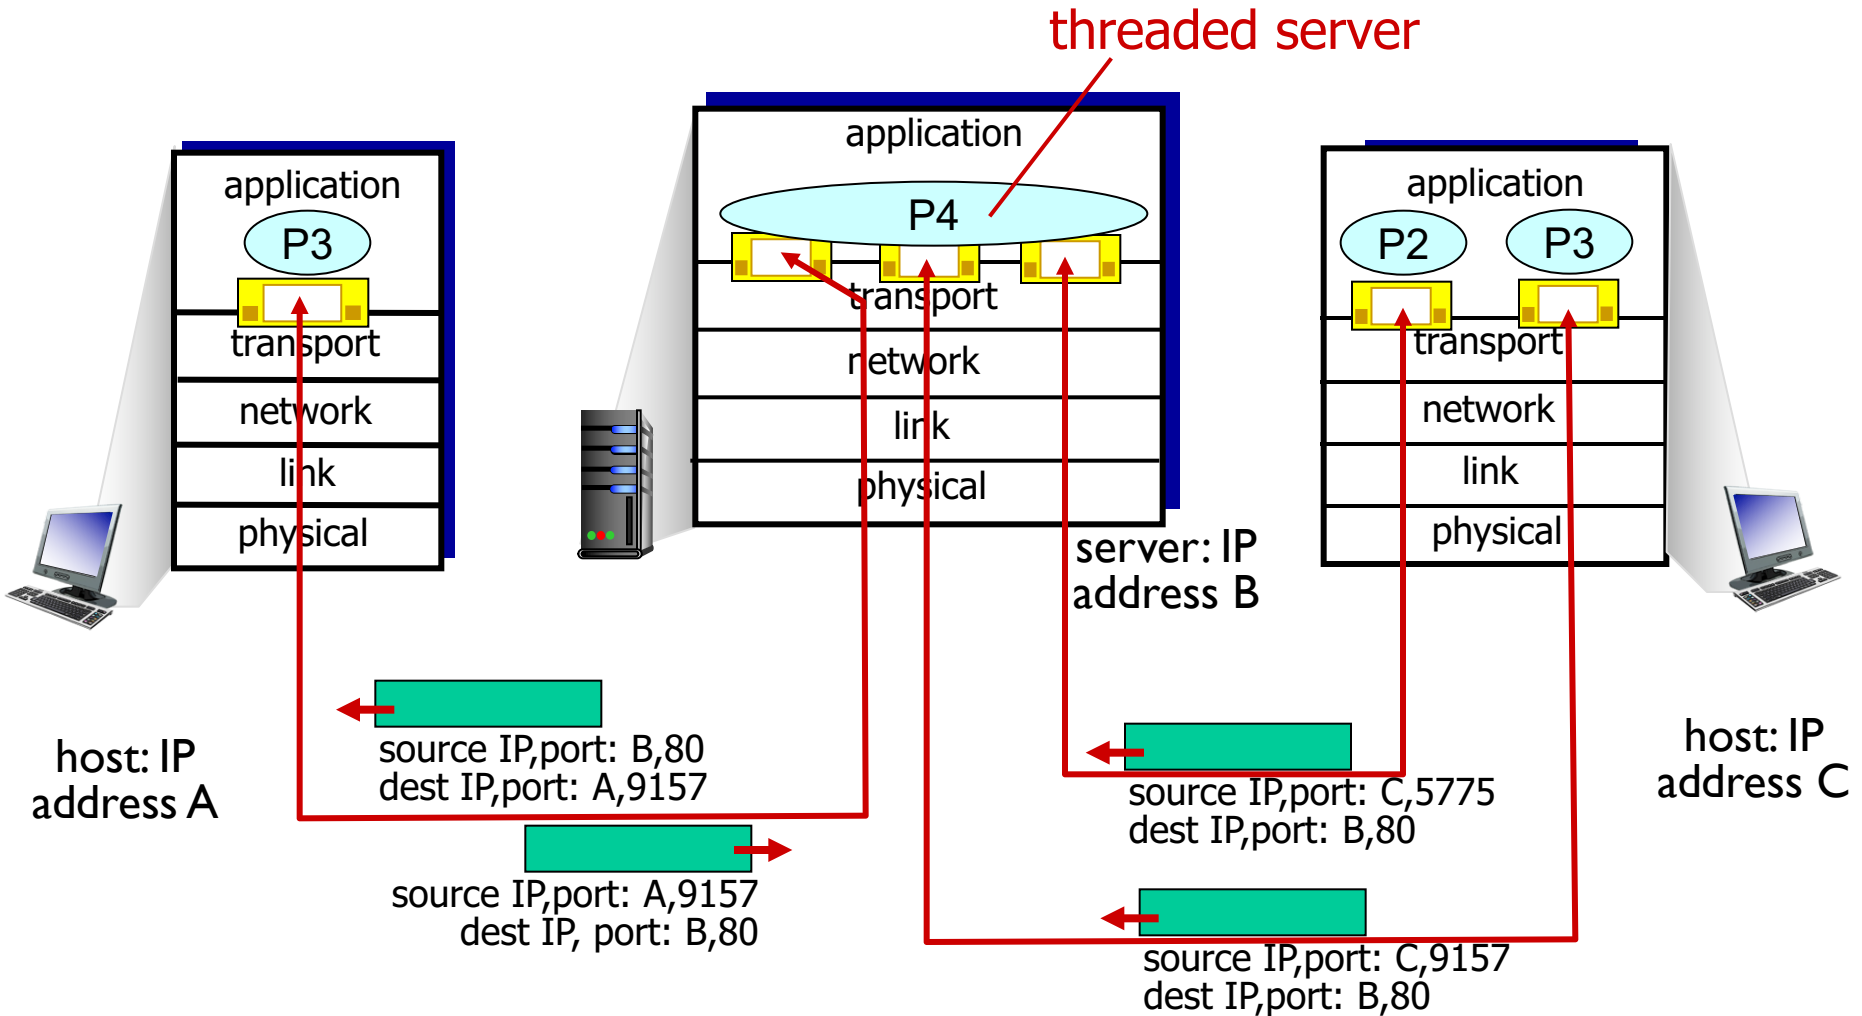 threaded server
application
P3
transport
network
link
physical
application
P4
transport
network
link
physical
application
P2
P3
transport
network
link
physical
server: IP
address B
host: IP
address A
source IP,port: B,80
dest IP,port: A,9157
source IP,port: A,9157
dest IP, port: B,80
source IP,port: C,5775
dest IP,port: B,80
source IP,port: C,9157
dest IP,port: B,80
host: IP
address C